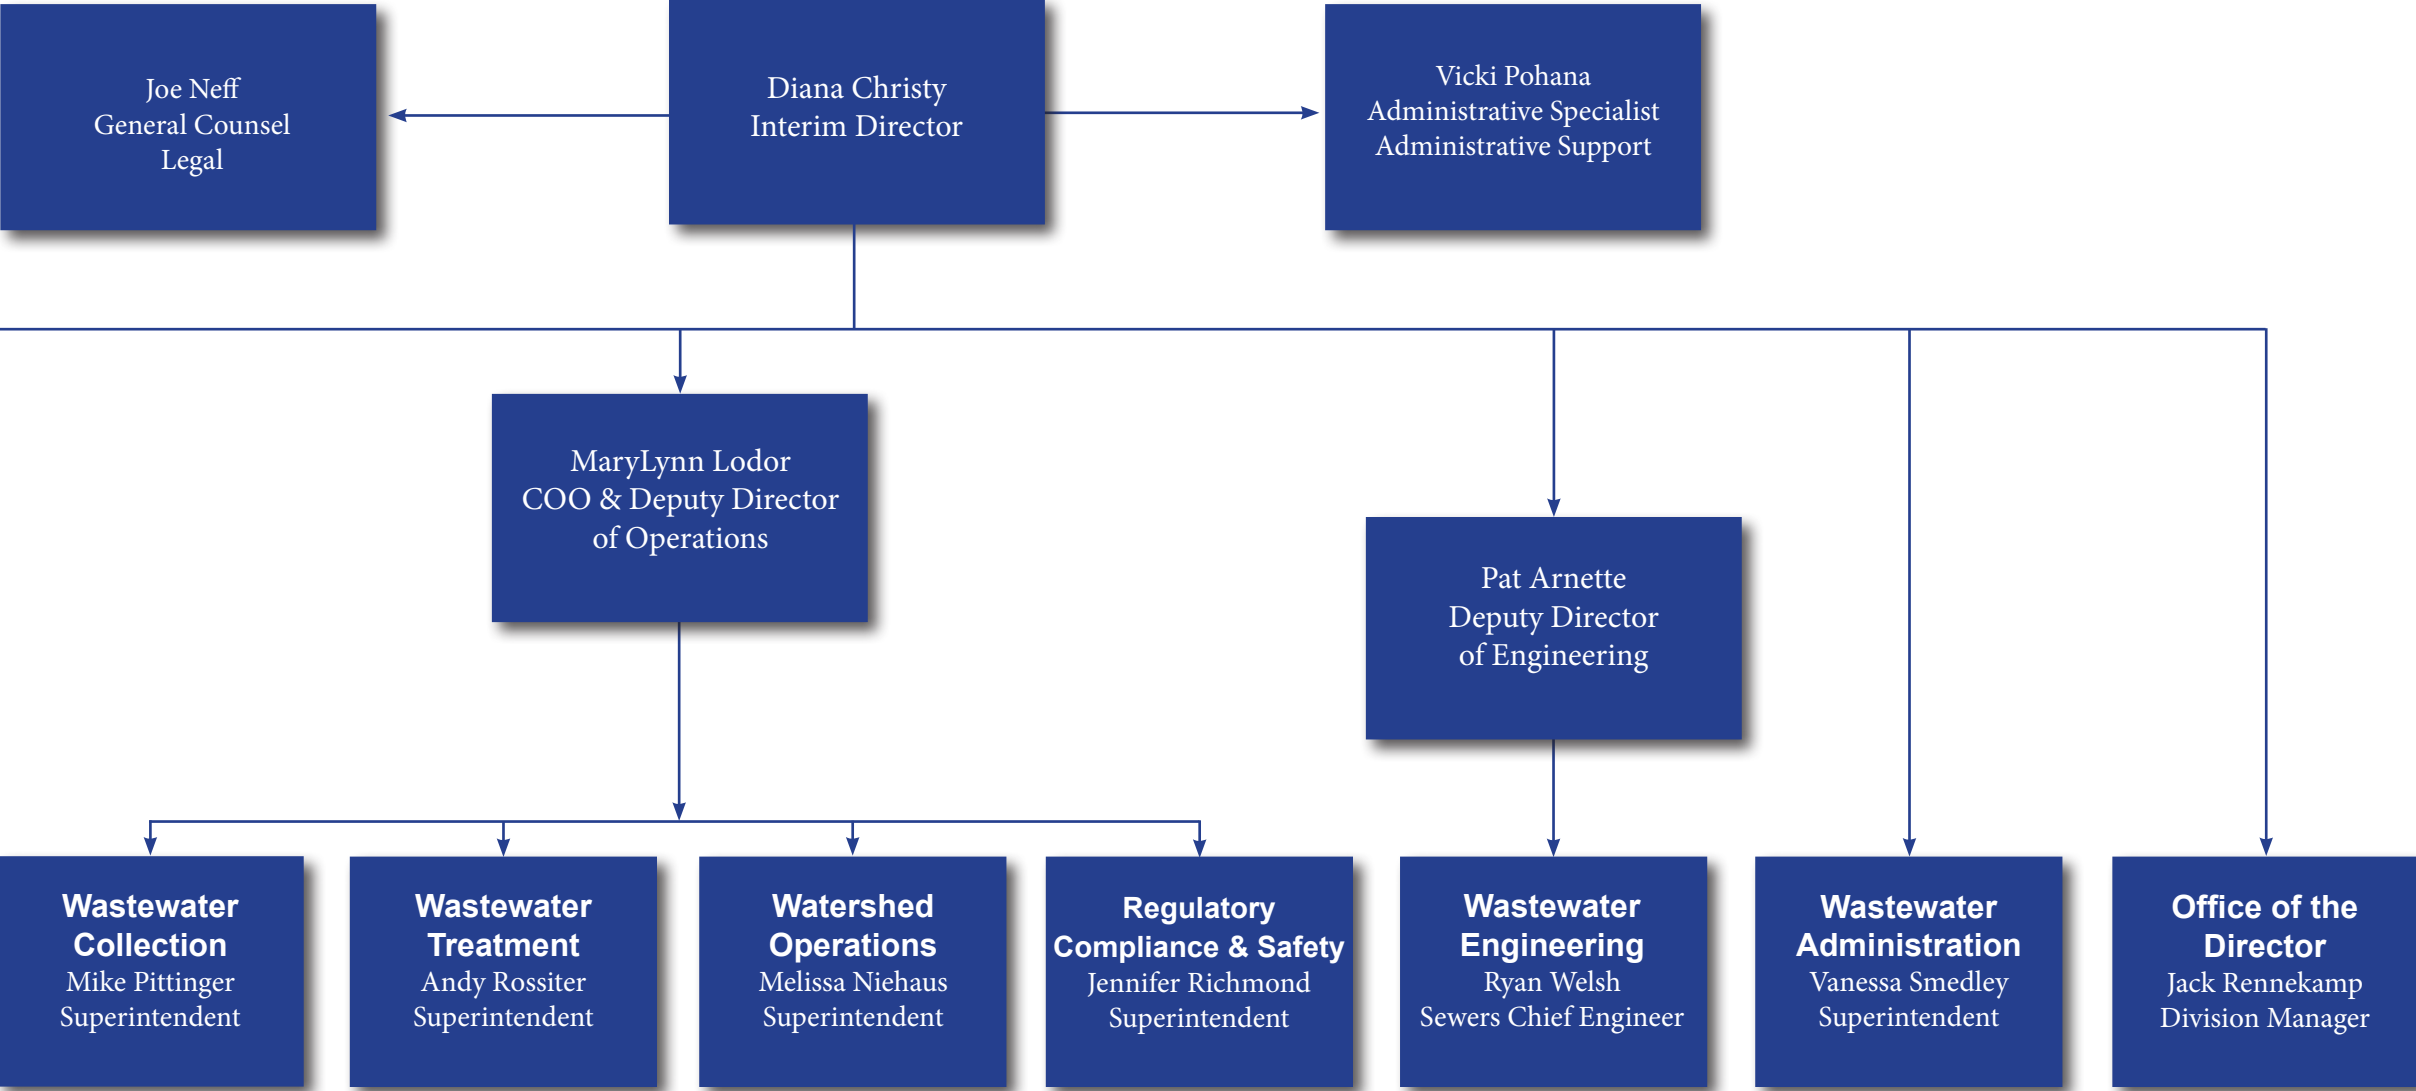 Joe Neff
General Counsel
Legal
Diana Christy
Interim Director
Vicki Pohana
Administrative Specialist
Administrative Support
MaryLynn Lodor
COO & Deputy Director
of Operations
Pat Arnette
Deputy Director
of Engineering
Wastewater
Collection
Mike Pittinger
Superintendent
Wastewater
Treatment
Andy Rossiter
Superintendent
Watershed
Operations
Melissa Niehaus
Superintendent
Regulatory
Compliance & Safety
Jennifer Richmond
Superintendent
Wastewater
Engineering
Ryan Welsh
Sewers Chief Engineer
Wastewater
Administration
Vanessa Smedley
Superintendent
Office of the
Director
Jack Rennekamp
Division Manager